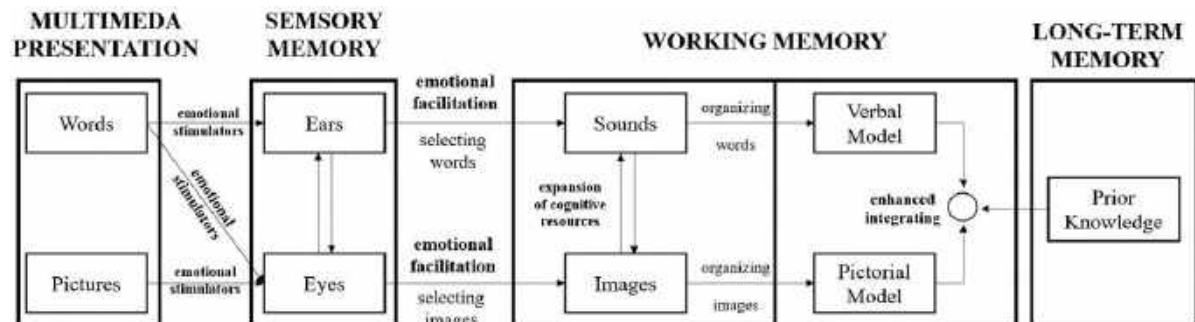 MULTIMEDA
PRESENTATION
SEMSORY
MEMORY
WORKING MEMORY
LONG-TERM
MEMORY
Words
emotional
stimulators
Ears
emotional
facilitation
selecting
words
Sounds
organizing
words
Verbal
Model
emotional
stimulators
expansion
of cognitive
resources
enhanced
integrating
Prior
Knowledge
Pictures
emotional
stimulators
Eyes
emotional
facilitation
selecting
images
Images
organizing
images
Pictorial
Model